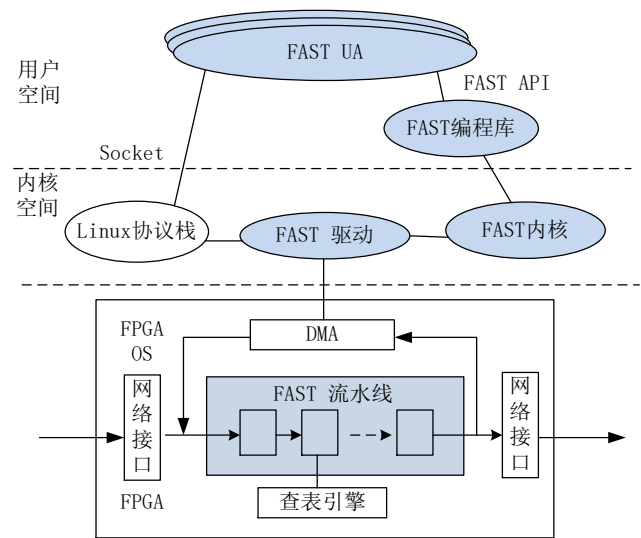 FAST UA
用户
空间
FAST API
FAST编程库
Socket
内核
空间
Linux协议栈
FAST 驱动
FAST内核
FPGA
OS
DMA
网络接口
FAST 流水线
网络接口
查表引擎
FPGA